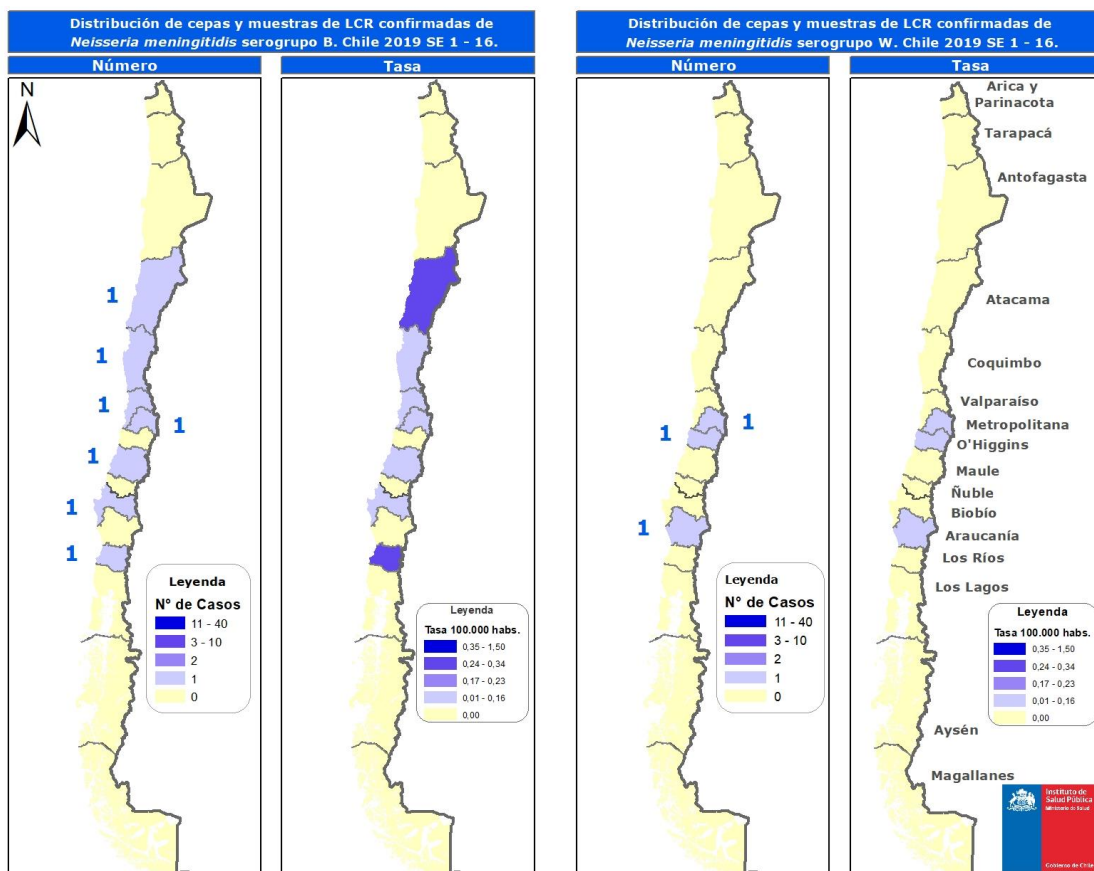 Distribución de cepas y muestras de LCR confirmadas de
Neisseria meningitidis serogrupo B. Chile 2019 SE 1 - 16.
Número
Tasa
N
1
1
1
1
1
1
1
Leyenda
N° de Casos
11 - 40
3 - 10
2
1
0
Leyenda
Tasa 100.000 habs.
0,35 - 1,50
0,24 - 0,34
0,17 - 0,23
0,01 - 0,16
0,00
Distribución de cepas y muestras de LCR confirmadas de
Neisseria meningitidis serogrupo W. Chile 2019 SE 1 - 16.
Número
Tasa
1
1
1
Leyenda
N° de Casos
11 - 40
3 - 10
2
1
0
Arica y
Parinacota
Tarapacá
Antofagasta
Atacama
Coquimbo
Valparaíso
Metropolitana
O'Higgins
Maule
Ñuble
Biobío
Araucanía
Los Ríos
Los Lagos
Leyenda
Tasa 100.000 habs.
0,35 - 1,50
0,24 - 0,34
0,17 - 0,23
0,01 - 0,16
0,00
Aysén
Magallanes
Instituto de
Salud Pública
Ministerio de Salud
Gobierno de Chile